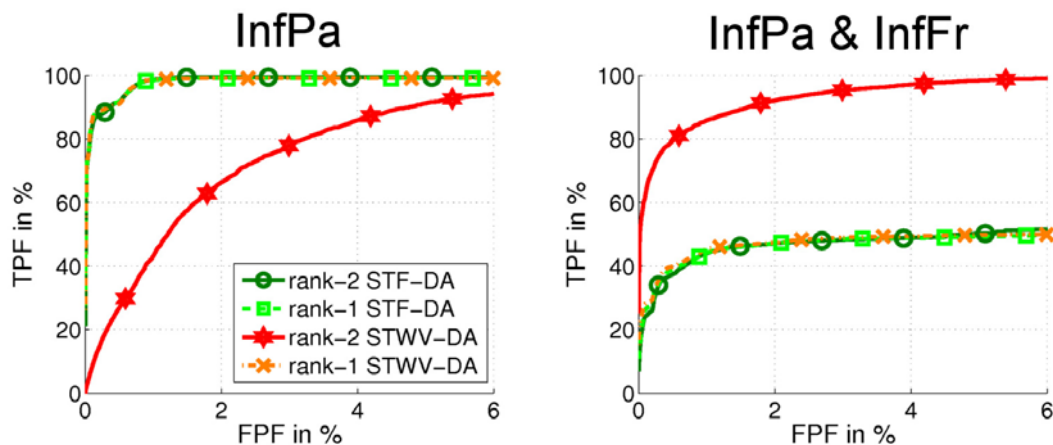 InfPa
100
80
60
40
20
0
TPF in %
0 2 4 6
FPF in %
rank-2 STF-DA
rank-1 STF-DA
rank-2 STWV-DA
rank-1 STWV-DA
InfPa & InfFr
100
80
60
40
20
0
TPF in %
0 2 4 6
FPF in %